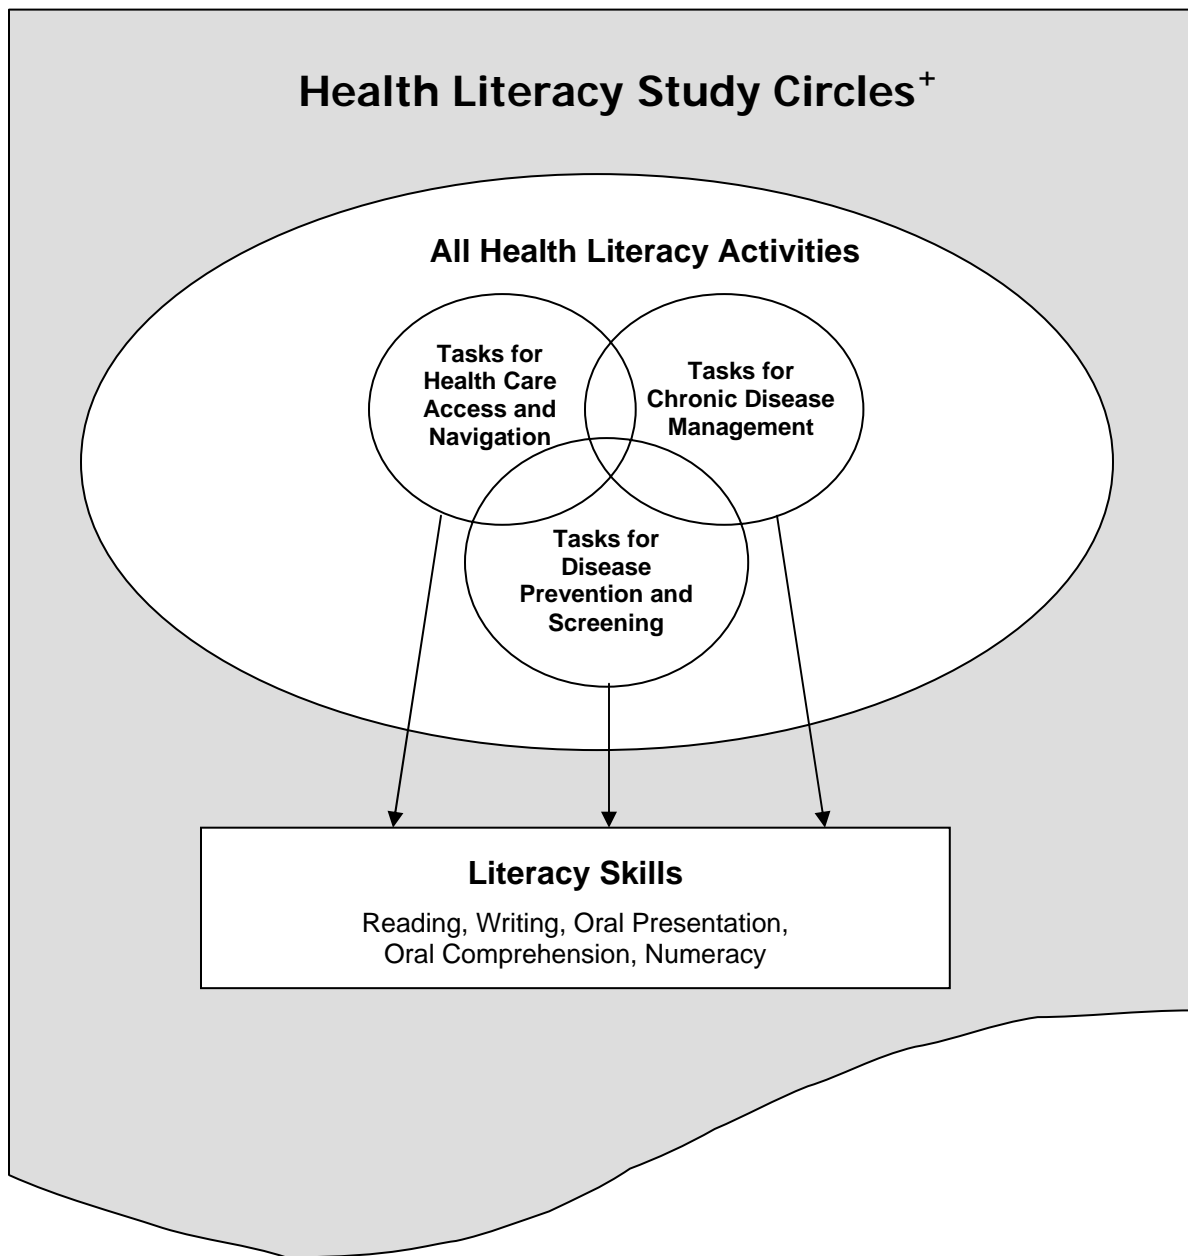 Health Literacy Study Circles+
All Health Literacy Activities
Tasks for
Health Care
Access and
Navigation
Tasks for
Chronic Disease
Management
Tasks for
Disease
Prevention and
Screening
Literacy Skills
Reading, Writing, Oral Presentation,
Oral Comprehension, Numeracy